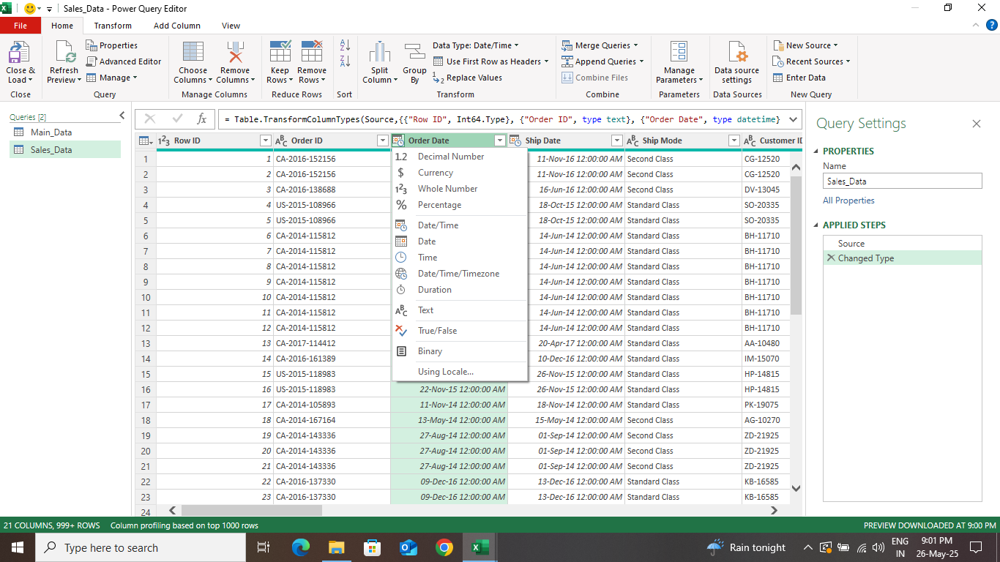 Sales_Data - Power Query Editor
File Home Transform Add Column View
Close & Load
Close
Refresh Preview
Properties
Advanced Editor
Manage
Query
Choose Columns
Remove Columns
Manage Columns
Keep Rows
Remove Rows
Reduce Rows
Sort
Split Column
Group By
Data Type: Date/Time
Use First Row as Headers
Replace Values
Transform
Merge Queries
Append Queries
Combine Files
Combine
Manage Parameters
Parameters
Data source settings
Data Sources
New Source
Recent Sources
Enter Data
New Query
Queries [2]
Main_Data
Sales_Data
fx
= Table.TransformColumnTypes(Source,{{"Row ID", Int64.Type}, {"Order ID", type text}, {"Order Date", type datetime}
Row ID Order ID Order Date Ship Date Ship Mode Customer ID
1 1 CA-2016-152156 11-Nov-16 12:00:00 AM Second Class CG-12520
2 2 CA-2016-152156 11-Nov-16 12:00:00 AM Second Class CG-12520
3 3 CA-2016-138688 16-Jun-16 12:00:00 AM Second Class DV-13045
4 4 US-2015-108966 18-Oct-15 12:00:00 AM Standard Class SO-20335
5 5 US-2015-108966 18-Oct-15 12:00:00 AM Standard Class SO-20335
6 6 CA-2014-115812 14-Jun-14 12:00:00 AM Standard Class BH-11710
7 7 CA-2014-115812 14-Jun-14 12:00:00 AM Standard Class BH-11710
8 8 CA-2014-115812 14-Jun-14 12:00:00 AM Standard Class BH-11710
9 9 CA-2014-115812 14-Jun-14 12:00:00 AM Standard Class BH-11710
10 10 CA-2014-115812 14-Jun-14 12:00:00 AM Standard Class BH-11710
11 11 CA-2014-115812 14-Jun-14 12:00:00 AM Standard Class BH-11710
12 12 CA-2014-115812 14-Jun-14 12:00:00 AM Standard Class BH-11710
13 13 CA-2017-114412 20-Apr-17 12:00:00 AM Standard Class AA-10480
14 14 CA-2016-161389 10-Dec-16 12:00:00 AM Standard Class IM-15070
15 15 US-2015-118983 26-Nov-15 12:00:00 AM Standard Class HP-14815
16 16 US-2015-118983 22-Nov-15 12:00:00 AM 26-Nov-15 12:00:00 AM Standard Class HP-14815
17 17 CA-2014-105893 11-Nov-14 12:00:00 AM 18-Nov-14 12:00:00 AM Standard Class PK-19075
18 18 CA-2014-167164 13-May-14 12:00:00 AM 15-May-14 12:00:00 AM Second Class AG-10270
19 19 CA-2014-143336 27-Aug-14 12:00:00 AM 01-Sep-14 12:00:00 AM Second Class ZD-21925
20 20 CA-2014-143336 27-Aug-14 12:00:00 AM 01-Sep-14 12:00:00 AM Second Class ZD-21925
21 21 CA-2014-143336 27-Aug-14 12:00:00 AM 01-Sep-14 12:00:00 AM Second Class ZD-21925
22 22 CA-2016-137330 09-Dec-16 12:00:00 AM 13-Dec-16 12:00:00 AM Standard Class KB-16585
23 23 CA-2016-137330 09-Dec-16 12:00:00 AM 13-Dec-16 12:00:00 AM Standard Class KB-16585
24
1.2 Decimal Number
$ Currency
123 Whole Number
% Percentage
Date/Time
Date
Time
Date/Time/Timezone
Duration
ABC Text
True/False
Binary
Using Locale...
Query Settings
PROPERTIES
Name
Sales_Data
All Properties
APPLIED STEPS
Source
Changed Type
21 COLUMNS, 999+ ROWS Column profiling based on top 1000 rows PREVIEW DOWNLOADED AT 9:00 PM
Type here to search
Rain tonight
ENG
IN
9:01 PM
26-May-25